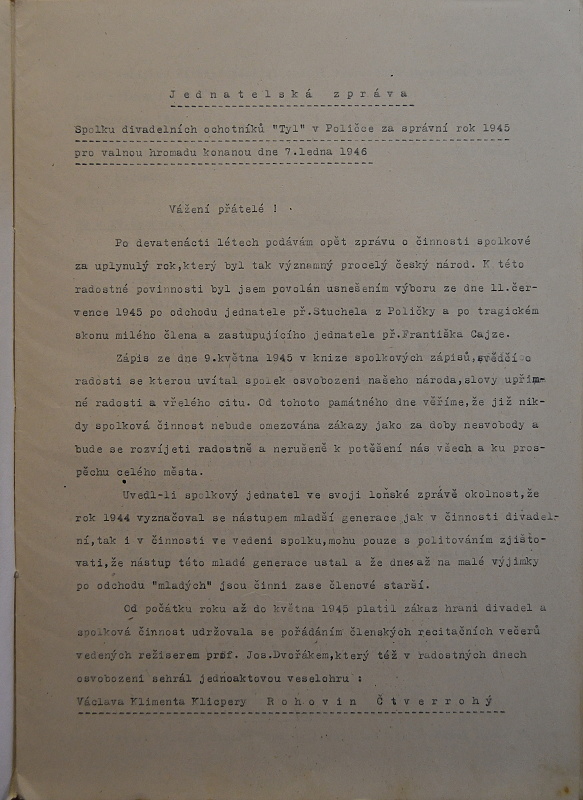 J e d n a t e l s k á   z p r á v a
Spolku divadelních ochotníků "Tyl" v Poličce za správní rok 1945
pro valnou hromadu konanou dne 7.ledna 1946
Vážení přátelé !
Po devatenácti létech podávám opět zprávu o činnosti spolkové
za uplynulý rok,který byl tak významný procelý český národ. K této
radostné povinnosti byl jsem povolán usnešením výboru ze dne 11.čer-
vence 1945 po odchodu jednatele př.Stuchela z Poličky a po tragickém
skonu milého člena a zastupujícího jednatele př.Františka Cajze.
Zápis ze dne 9.května 1945 v knize spolkových zápisů,svědčí o
radosti se kterou uvítal spolek osvobozeni našeho národa,slovy upřím-
né radosti a vřelého citu. Od tohoto památného dne věříme,že již nik-
dy spolková činnost nebude omezována zákazy jako za doby nesvobody a
bude se rozvíjeti radostně a nerušeně k potěšení nás všech a ku pros-
pěchu celého města.
Uvedl-li spolkový jednatel ve svoji loňské zprávě okolnost,že
rok 1944 vyznačoval se nástupem mladší generace jak v činnosti divadel-
ní,tak i v činnosti ve vedeni spolku,mohu pouze s politováním zjišťo-
vati,že nástup této mladé generace ustal a že dnes až na malé výjimky
po odchodu "mladých" jsou činni zase členové starší.
Od počátku roku až do května 1945 platil zákaz hraní divadel a
spolková činnost udržovala se pořádáním členských recitačních večerů
vedených režiserem prof. Jos.Dvořákem,který též v radostných dnech
osvobozeni sehrál jednoaktovou veselohru :
Václava Klimenta Klicpery R o h o v í n  Č t v e r r o h ý